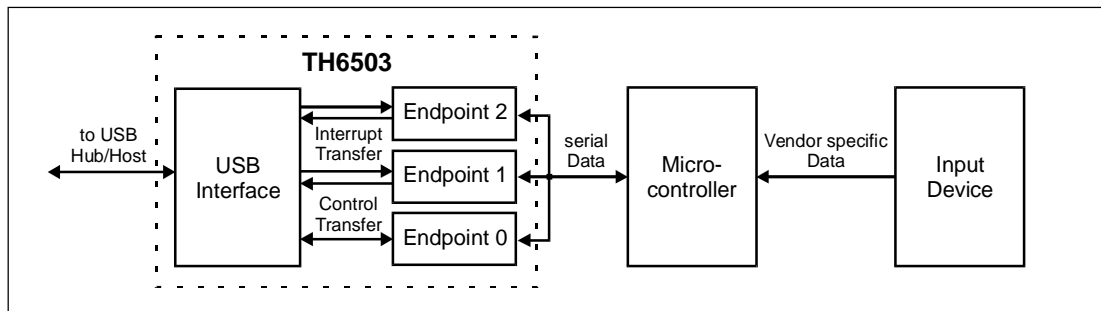 TH6503
to USB
Hub/Host
USB
Interface
Interrupt
Transfer
Control
Transfer
Endpoint 2
Endpoint 1
Endpoint 0
serial
Data
Micro-
controller
Vendor specific
Data
Input
Device